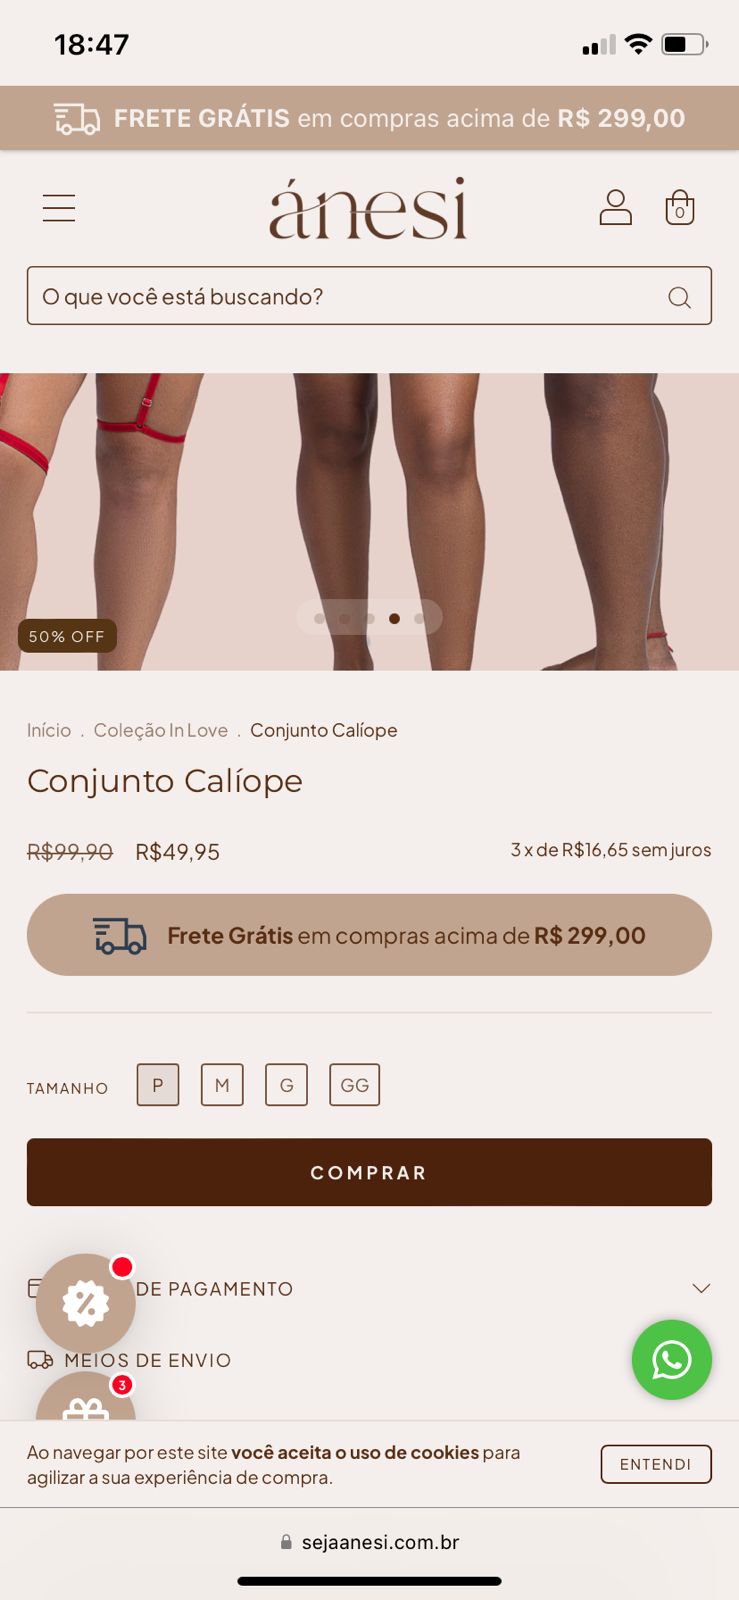 18:47
FRETE GRÁTIS em compras acima de R$ 299,00
ánesi
0
O que você está buscando?
50% OFF
Início . Coleção In Love . Conjunto Calíope
Conjunto Calíope
R$99,90 R$49,95 3 x de R$16,65 sem juros
Frete Grátis em compras acima de R$ 299,00
TAMANHO P M G GG
COMPRAR
DE PAGAMENTO
MEIOS DE ENVIO
3
Ao navegar por este site você aceita o uso de cookies para
agilizar a sua experiência de compra.
ENTENDI
sejaanesi.com.br